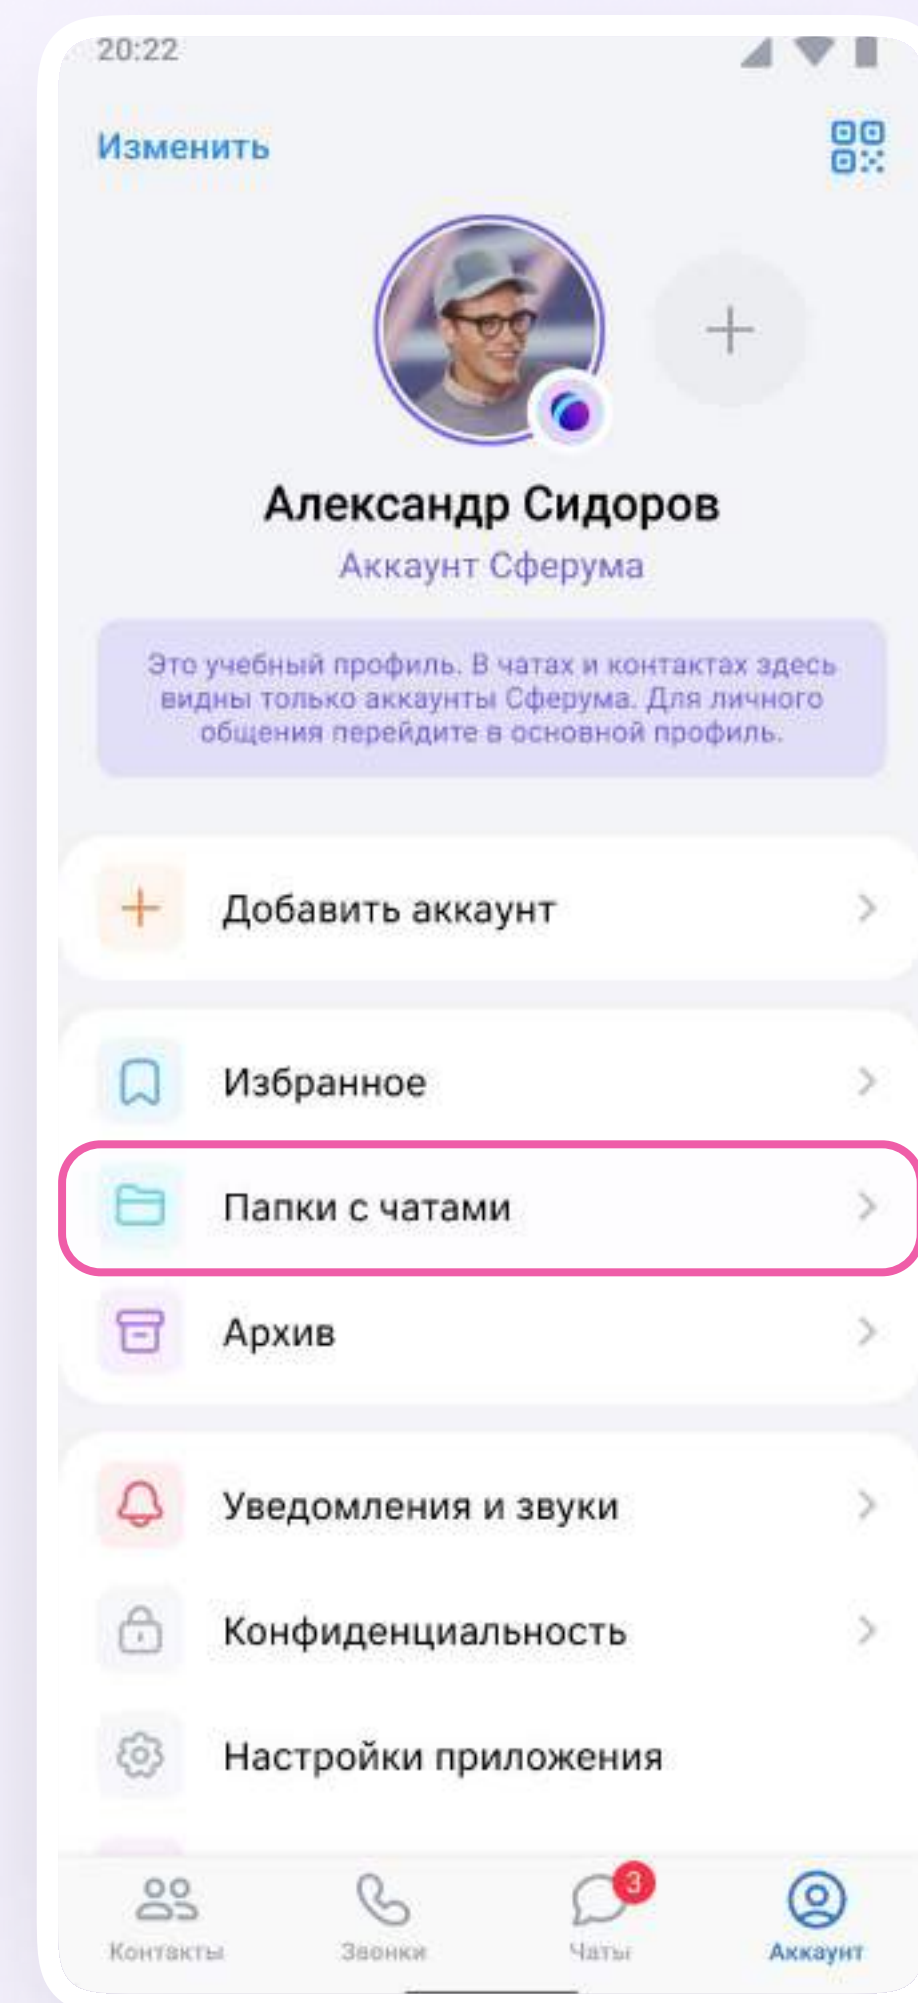 20:22
Изменить
Александр Сидоров
Аккаунт Сферума
Это учебный профиль. В чатах и контактах здесь
видны только аккаунты Сферума. Для личного
общения перейдите в основной профиль.
Добавить аккаунт
Избранное
Папки с чатами
Архив
Уведомления и звуки
Конфиденциальность
Настройки приложения
3
Контакты Звонки Чаты Аккаунт